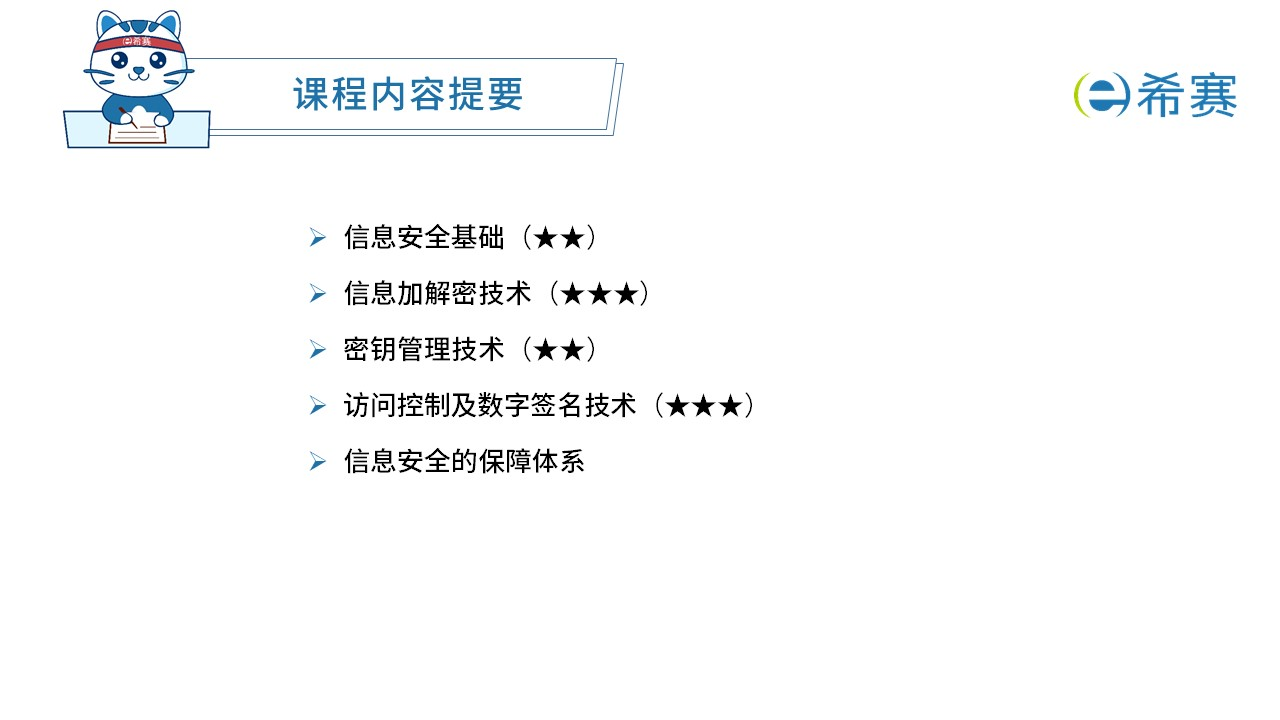 希赛
课程内容提要
希赛
信息安全基础（★★）
信息加解密技术（★★★）
密钥管理技术（★★）
访问控制及数字签名技术（★★★）
信息安全的保障体系